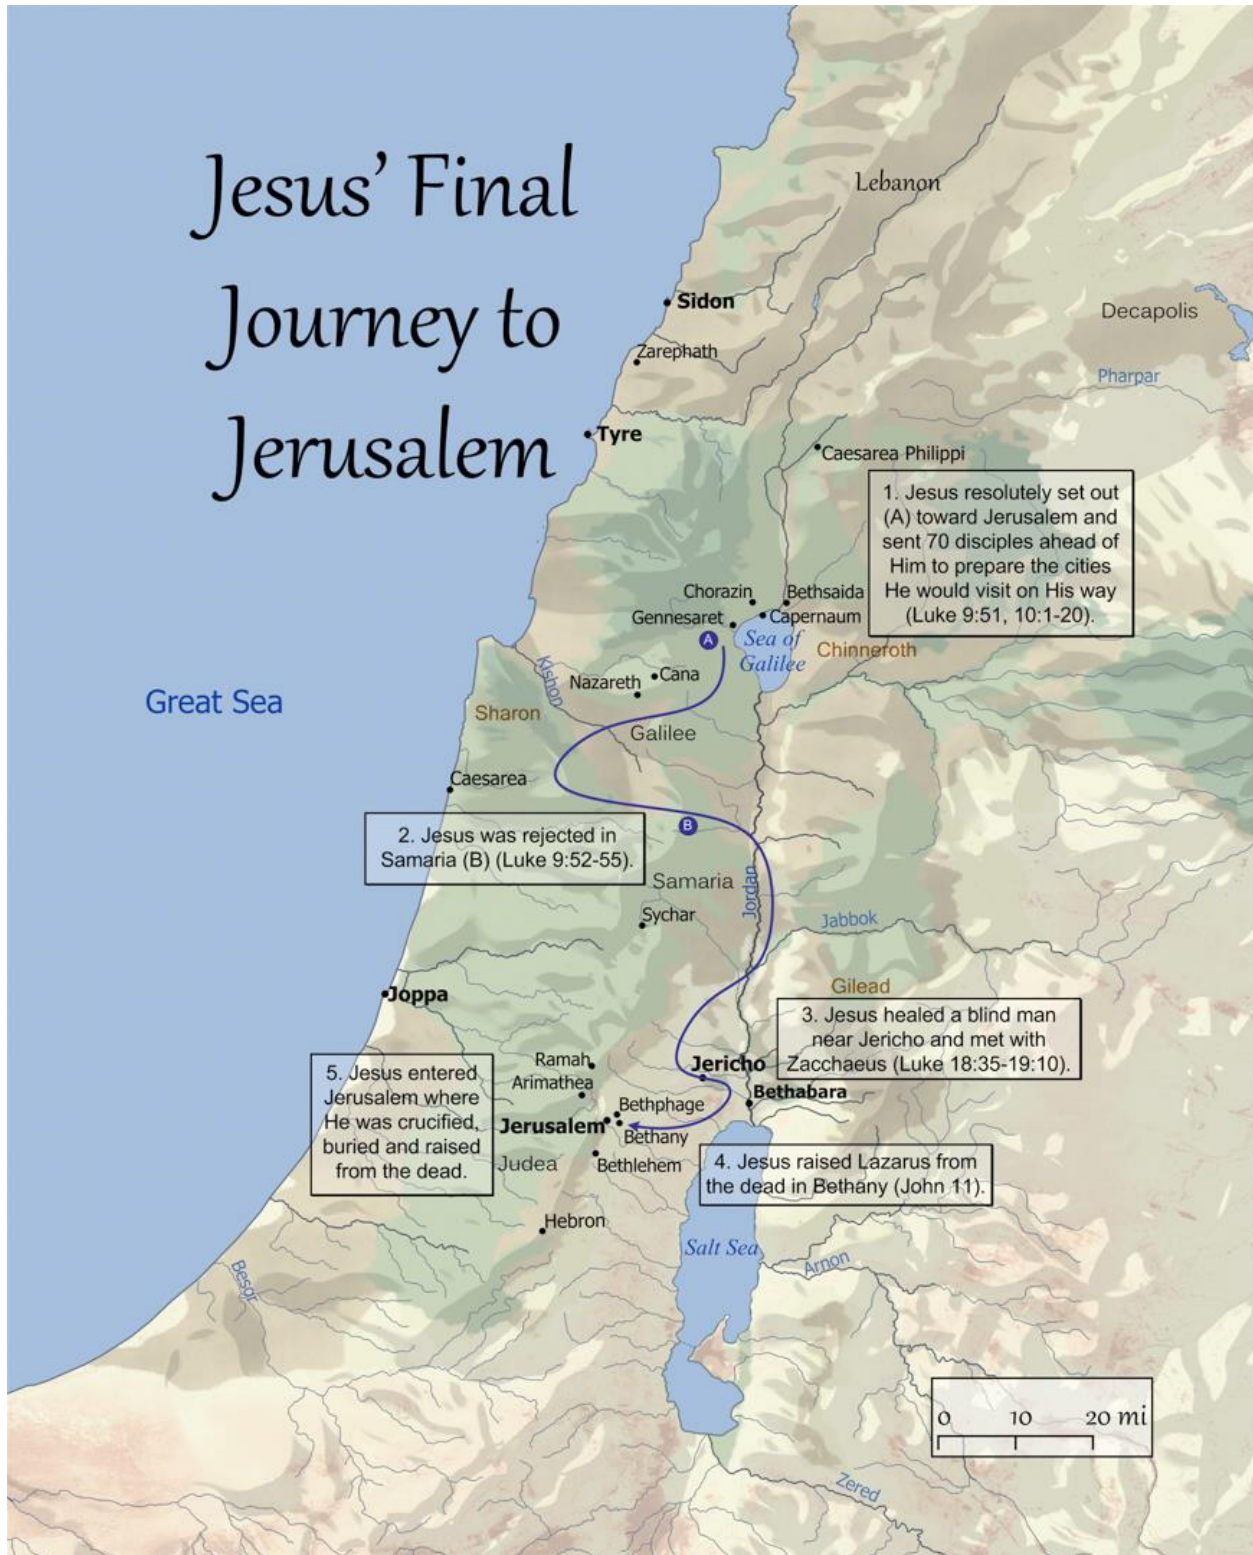 Jesus' Final
Journey to
Jerusalem
Lebanon
Sidon
Decapolis
Zarephath
Pharpar
Tyre
Caesarea Philippi
1. Jesus resolutely set out
(A) toward Jerusalem and
sent 70 disciples ahead of
Him to prepare the cities
He would visit on His way
(Luke 9:51, 10:1-20).
Chorazin
Bethsaida
Gennesaret
Capernaum
A
Sea of
Galilee
Chinneroth
Kishon
Cana
Nazareth
Great Sea
Sharon
Galilee
Caesarea
B
2. Jesus was rejected in
Samaria (B) (Luke 9:52-55).
Samaria
Jordan
Sychar
Jabbok
Gilead
Joppa
3. Jesus healed a blind man
near Jericho and met with
Zacchaeus (Luke 18:35-19:10).
Ramah
Jericho
5. Jesus entered
Jerusalem where
He was crucified,
buried and raised
from the dead.
Arimathea
Bethabara
Bethphage
Jerusalem
Bethany
Judea
Bethlehem
4. Jesus raised Lazarus from
the dead in Bethany (John 11).
Hebron
Salt Sea
Arnon
Besor
0 10 20 mi
Zered